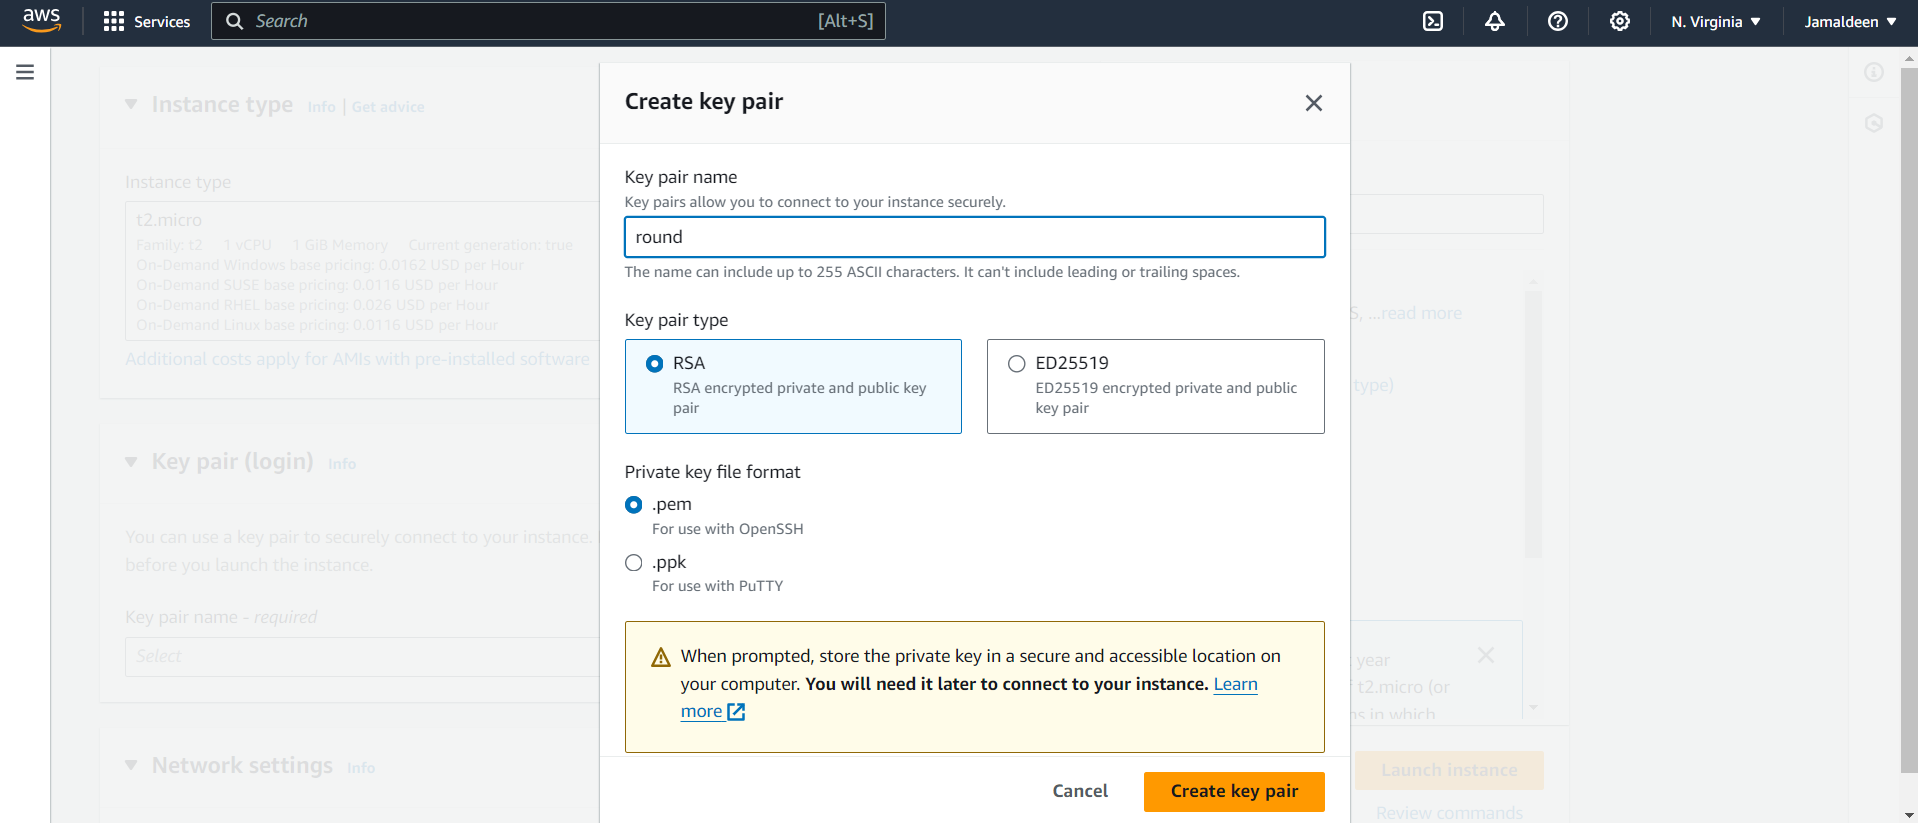 aws
Services
Search
[Alt+S]
N. Virginia
Jamaldeen
Instance type
Info | Get advice
Instance type
t2.micro
Family: t2 1 vCPU 1 GiB Memory Current generation: true
On-Demand Windows base pricing: 0.0162 USD per Hour
On-Demand SUSE base pricing: 0.0116 USD per Hour
On-Demand RHEL base pricing: 0.026 USD per Hour
On-Demand Linux base pricing: 0.0116 USD per Hour
Additional costs apply for AMIs with pre-installed software
Key pair (login)
Info
You can use a key pair to securely connect to your instance.
before you launch the instance.
Key pair name - required
Select
Network settings
Info
Create key pair
Key pair name
Key pairs allow you to connect to your instance securely.
round
The name can include up to 255 ASCII characters. It can't include leading or trailing spaces.
Key pair type
RSA
RSA encrypted private and public key
pair
ED25519
ED25519 encrypted private and public
key pair
Private key file format
.pem
For use with OpenSSH
.ppk
For use with PuTTY
When prompted, store the private key in a secure and accessible location on
your computer. You will need it later to connect to your instance. Learn
more
Cancel
Create key pair
...read more
type)
year
t2.micro (or
in which
Launch instance
Review commands